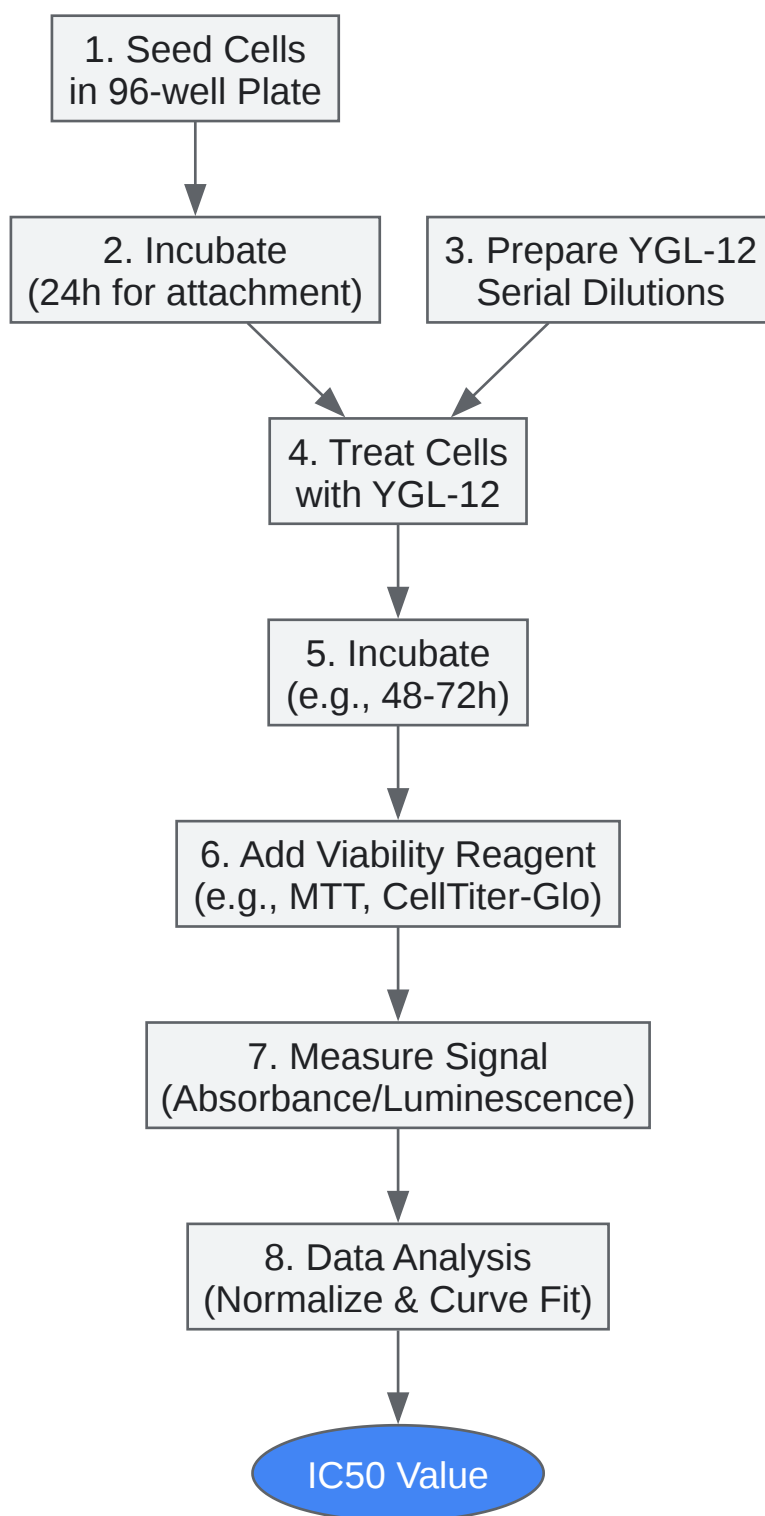 1. Seed Cells
in 96-well Plate
2. Incubate
(24h for attachment)
3. Prepare YGL-12
Serial Dilutions
4. Treat Cells
with YGL-12
5. Incubate
(e.g., 48-72h)
6. Add Viability Reagent
(e.g., MTT, CellTiter-Glo)
7. Measure Signal
(Absorbance/Luminescence)
8. Data Analysis
(Normalize & Curve Fit)
IC50 Value